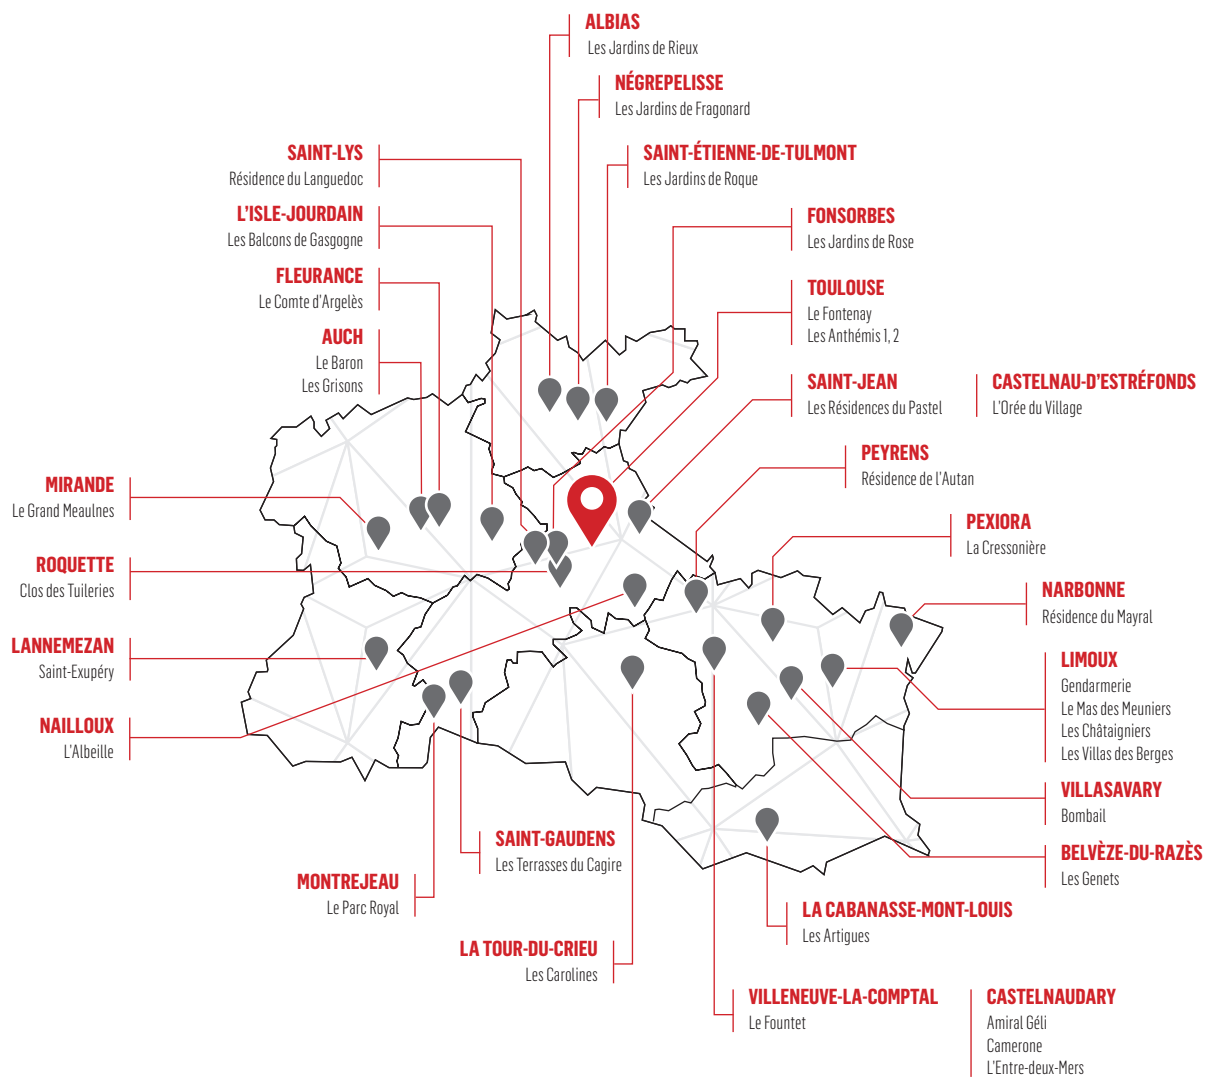 ALBIAS
Les Jardins de Rieux
NÉGREPELISSE
Les Jardins de Fragonard
SAINT-LYS
Résidence du Languedoc
SAINT-ÉTIENNE-DE-TULMONT
Les Jardins de Roque
L'ISLE-JOURDAIN
Les Balcons de Gasgogne
FONSORBES
Les Jardins de Rose
FLEURANCE
Le Comte d'Argelès
TOULOUSE
Le Fontenay
Les Anthémis 1, 2
AUCH
Le Baron
Les Grisons
SAINT-JEAN
Les Résidences du Pastel
CASTELNAU-D'ESTRÉFONDS
L'Orée du Village
PEYRENS
Résidence de l'Autan
MIRANDE
Le Grand Meaulnes
PEXIORA
La Cressonière
ROQUETTE
Clos des Tuileries
NARBONNE
Résidence du Mayral
LANNEMEZAN
Saint-Exupéry
LIMOUX
Gendarmerie
Le Mas des Meuniers
Les Châtaigniers
Les Villas des Berges
NAILLOUX
L'Albeille
VILLASAVARY
Bombail
SAINT-GAUDENS
Les Terrasses du Cagire
BELVÈZE-DU-RAZÈS
Les Genets
MONTREJEAU
Le Parc Royal
LA CABANASSE-MONT-LOUIS
Les Artigues
LA TOUR-DU-CRIEU
Les Carolines
VILLENEUVE-LA-COMPTAL
Le Fountet
CASTELNAUDARY
Amiral Géli
Camerone
L'Entre-deux-Mers